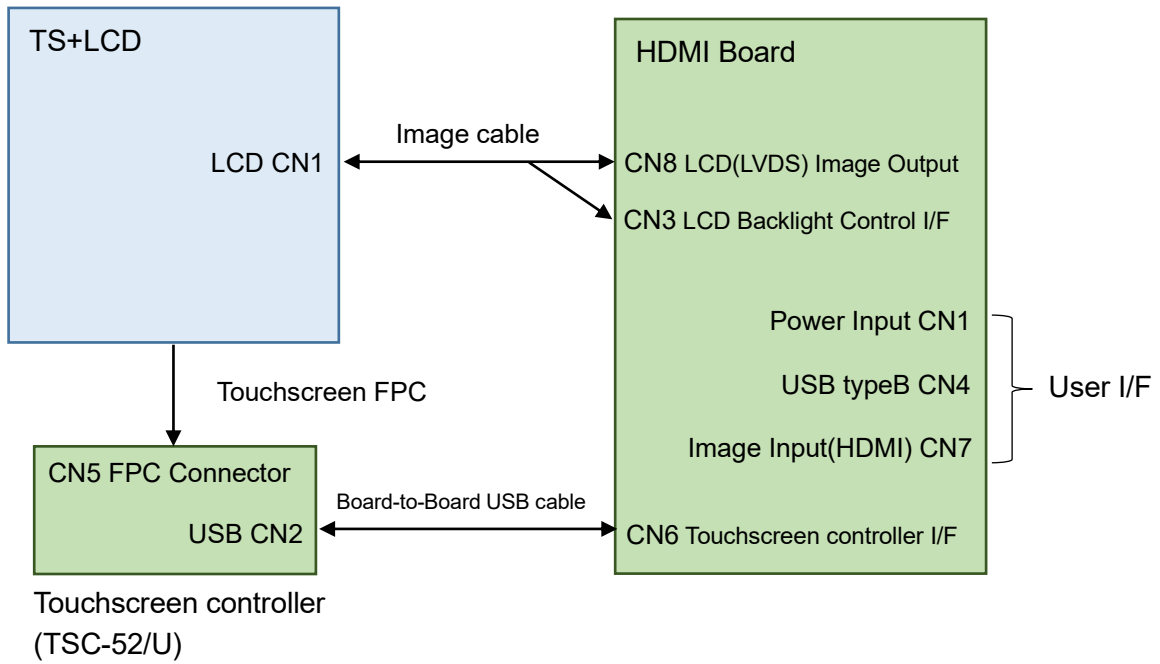 TS+LCD
LCD CN1
Image cable
HDMI Board
CN8 LCD(LVDS) Image Output
CN3 LCD Backlight Control I/F
Power Input CN1
USB typeB CN4
Image Input(HDMI) CN7
User I/F
Touchscreen FPC
CN5 FPC Connector
USB CN2
Board-to-Board USB cable
CN6 Touchscreen controller I/F
Touchscreen controller
(TSC-52/U)